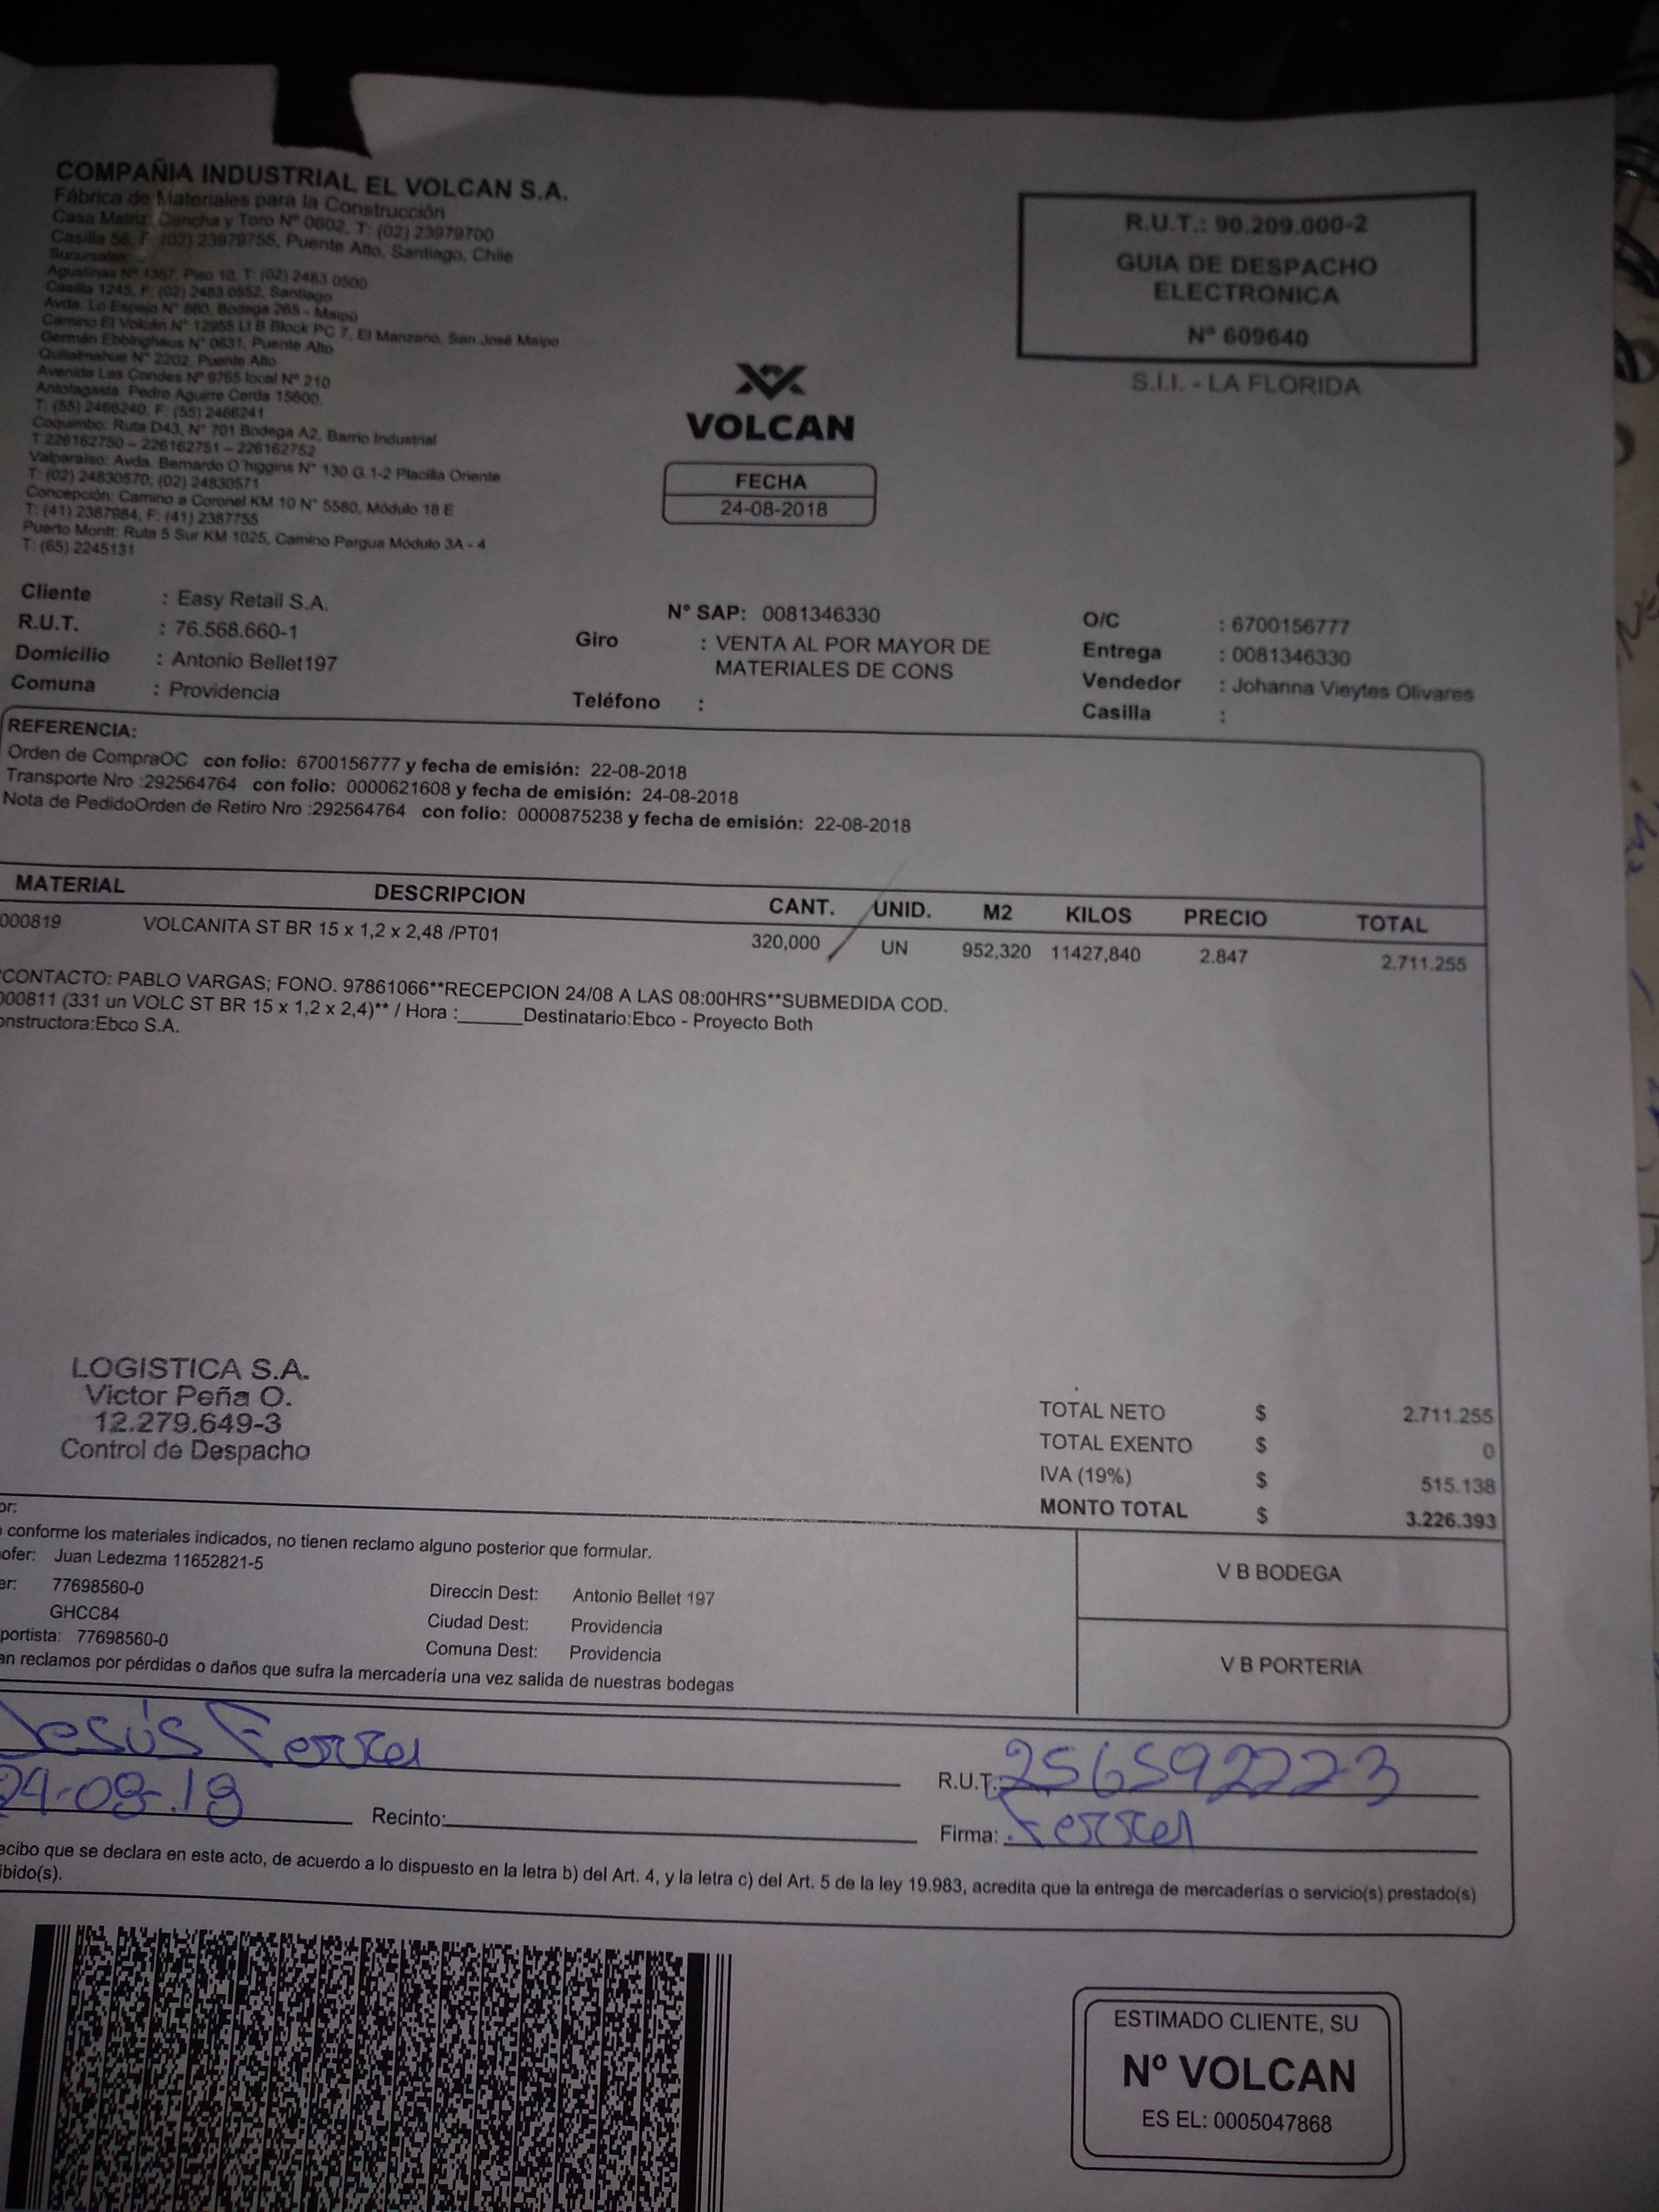 COMPAÑIA INDUSTRIAL EL VOLCAN S.A.
Fábrica de Materiales para la Construcción
Casa Matriz: Concha y Toro Nº 0602, T: (02) 23979700
Casilla 56, F: (02) 23979755, Puente Alto, Santiago, Chile
Sucursales:
Agustinas Nº 1357, Piso 10, T: (02) 2483 0500
Casilla 1245, F: (02) 2483 0552, Santiago
Avda. Lo Espejo N° 860, Bodega 265 - Maipú
Camino El Volcán N° 12955 Lt B Block PC 7, El Manzano, San José Maipo
Germán Ebbinghaus N° 0631, Puente Alto
Quitalmahue N° 2202, Puente Alto
Avenida Las Condes Nº 9765 local Nº 210
Antofagasta: Pedro Aguirre Cerda 15600.
T: (55) 2466240, F: (55) 2466241
Coquimbo: Ruta D43, N° 701 Bodega A2, Barrio Industrial
T 226162750 – 226162751 – 226162752
Valparaiso: Avda. Bernardo O'higgins N° 130 G.1-2 Placilla Oriente
T: (02) 24830570, (02) 24830571
Concepción: Camino a Coronel KM 10 N° 5580, Módulo 18 E
T: (41) 2387984, F: (41) 2387755
Puerto Montt: Ruta 5 Sur KM 1025, Camino Pargua Módulo 3A - 4
T: (65) 2245131
R.U.T.: 90.209.000-2
GUIA DE DESPACHO
ELECTRONICA
Nº 609640
S.I.I. - LA FLORIDA
VOLCAN
FECHA
24-08-2018
Cliente : Easy Retail S.A.
R.U.T. : 76.568.660-1
Domicilio : Antonio Bellet197
Comuna : Providencia
N° SAP: 0081346330
Giro : VENTA AL POR MAYOR DE
MATERIALES DE CONS
Teléfono :
O/C : 6700156777
Entrega : 0081346330
Vendedor : Johanna Vieytes Olivares
Casilla :
REFERENCIA:
Orden de CompraOC con folio: 6700156777 y fecha de emisión: 22-08-2018
Transporte Nro :292564764 con folio: 0000621608 y fecha de emisión: 24-08-2018
Nota de PedidoOrden de Retiro Nro :292564764 con folio: 0000875238 y fecha de emisión: 22-08-2018
MATERIAL DESCRIPCION CANT. UNID. M2 KILOS PRECIO TOTAL
000819 VOLCANITA ST BR 15 x 1,2 x 2,48 /PT01 320,000 UN 952,320 11427,840 2.847 2.711.255
*CONTACTO: PABLO VARGAS; FONO. 97861066**RECEPCION 24/08 A LAS 08:00HRS**SUBMEDIDA COD.
000811 (331 un VOLC ST BR 15 x 1,2 x 2,4)** / Hora :______Destinatario:Ebco - Proyecto Both
onstructora:Ebco S.A.
LOGISTICA S.A.
Victor Peña O.
12.279.649-3
Control de Despacho
TOTAL NETO $ 2.711.255
TOTAL EXENTO $ 0
IVA (19%) $ 515.138
MONTO TOTAL $ 3.226.393
or:
conforme los materiales indicados, no tienen reclamo alguno posterior que formular.
ofer: Juan Ledezma 11652821-5
er: 77698560-0
GHCC84
portista: 77698560-0
Direccin Dest: Antonio Bellet 197
Ciudad Dest: Providencia
Comuna Dest: Providencia
an reclamos por pérdidas o daños que sufra la mercadería una vez salida de nuestras bodegas
V B BODEGA
V B PORTERIA
Jesús Ferrer
R.U.T.: 256592223
24-08-18 Recinto:
Firma: Ferrer
ecibo que se declara en este acto, de acuerdo a lo dispuesto en la letra b) del Art. 4, y la letra c) del Art. 5 de la ley 19.983, acredita que la entrega de mercaderías o servicio(s) prestado(s)
ibido(s).
ESTIMADO CLIENTE, SU
Nº VOLCAN
ES EL: 0005047868